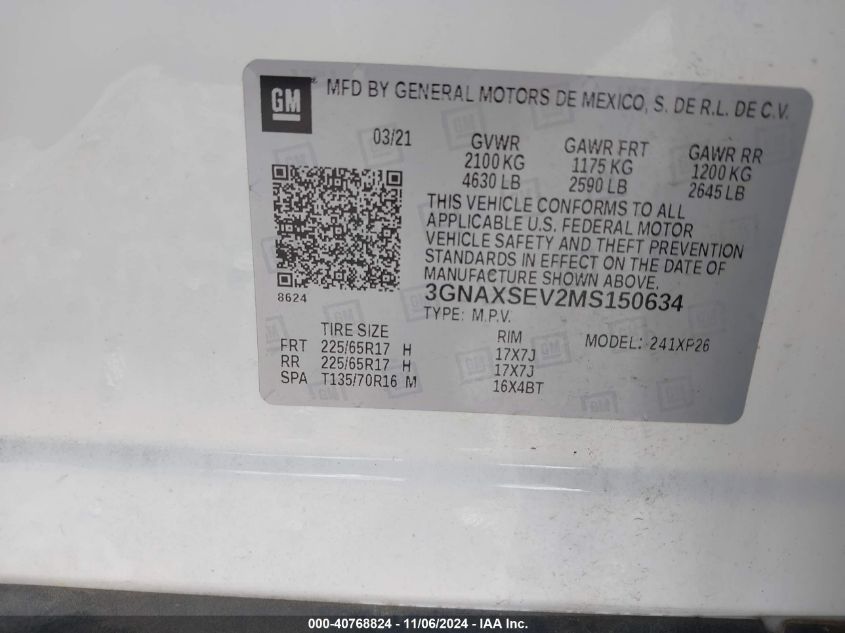 GM
MFD BY GENERAL MOTORS DE MEXICO, S. DE R.L. DE C.V.
03/21
GVWR
2100 KG
4630 LB
GAWR FRT
1175 KG
2590 LB
GAWR RR
1200 KG
2645 LB
THIS VEHICLE CONFORMS TO ALL
APPLICABLE U.S. FEDERAL MOTOR
VEHICLE SAFETY AND THEFT PREVENTION
STANDARDS IN EFFECT ON THE DATE OF
MANUFACTURE SHOWN ABOVE.
8624
3GNAXSEV2MS150634
TYPE: M.P.V.
TIRE SIZE RIM MODEL: 241XP26
FRT 225/65R17 H 17X7J
RR 225/65R17 H 17X7J
SPA T135/70R16 M 16X4BT
000-40768824 - 11/06/2024 - IAA Inc.